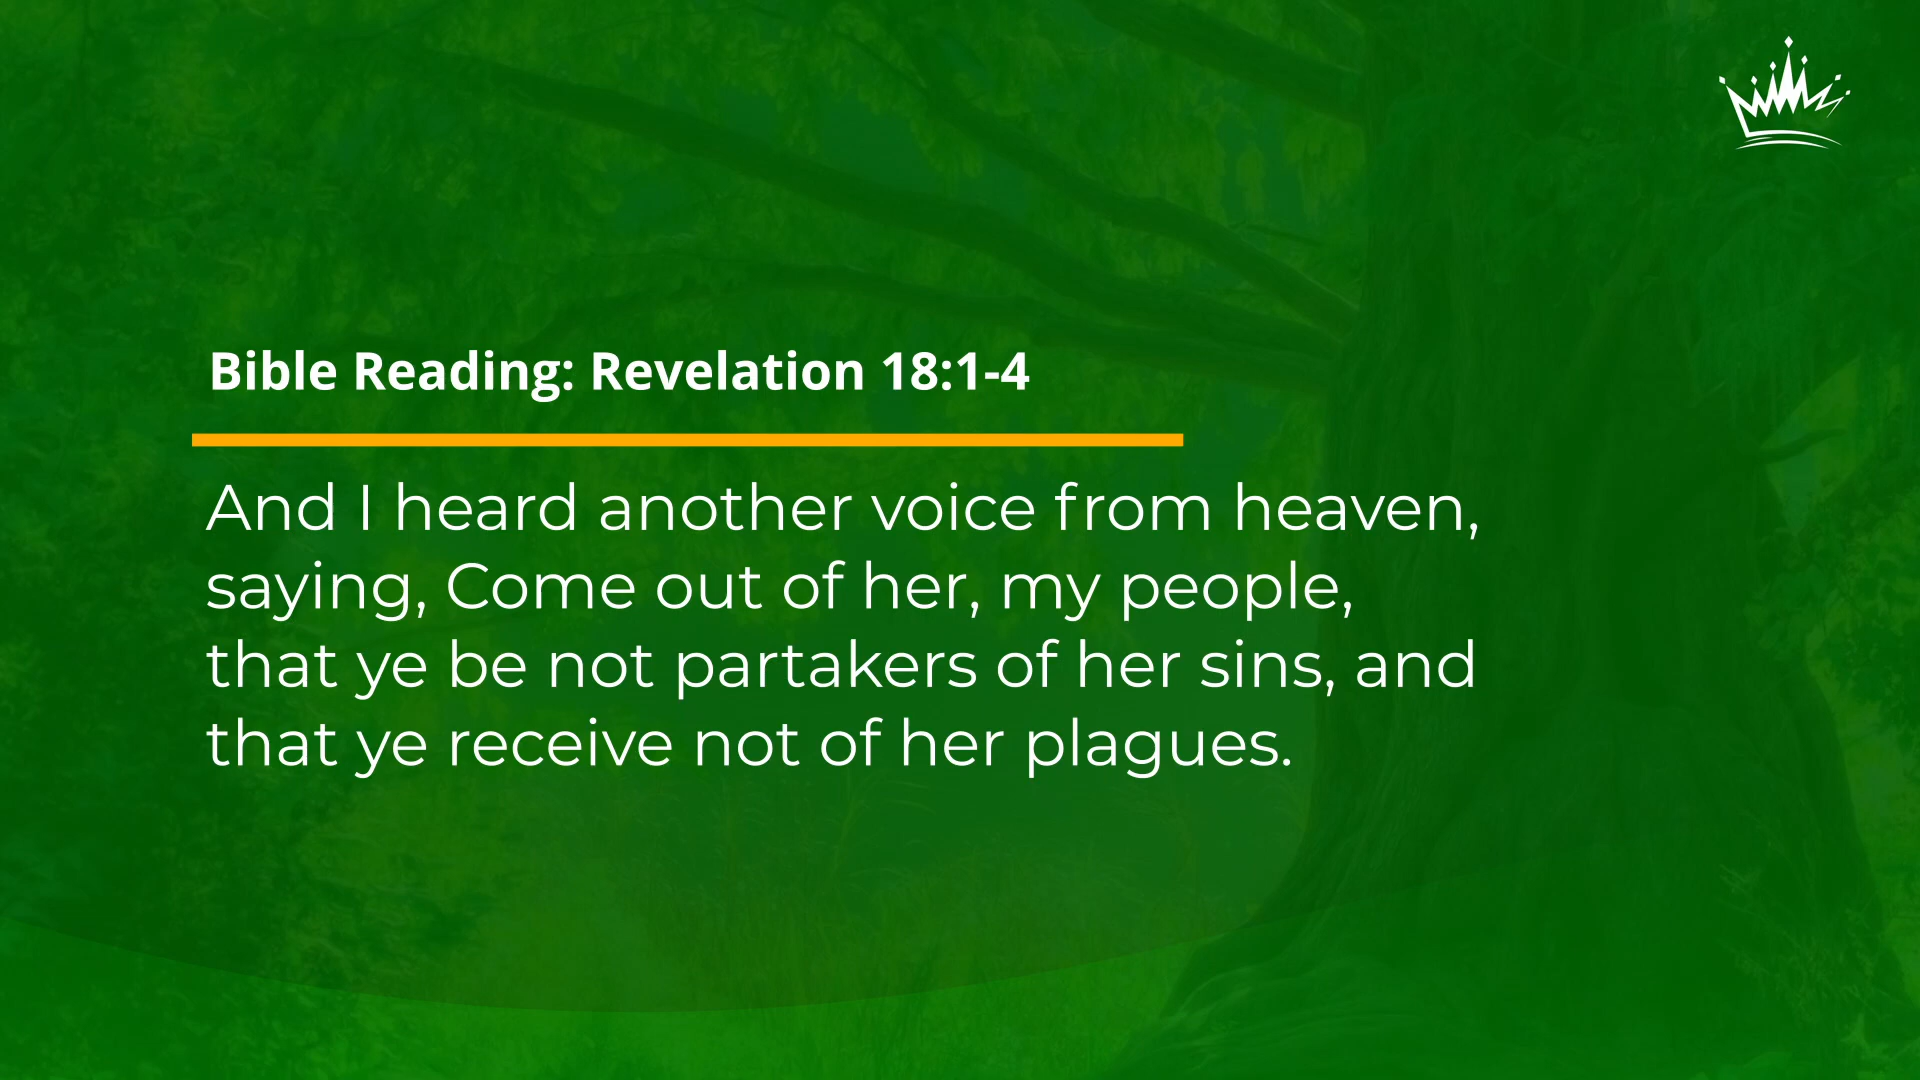 Bible Reading: Revelation 18:1-4
And I heard another voice from heaven,
saying, Come out of her, my people,
that ye be not partakers of her sins, and
that ye receive not of her plagues.